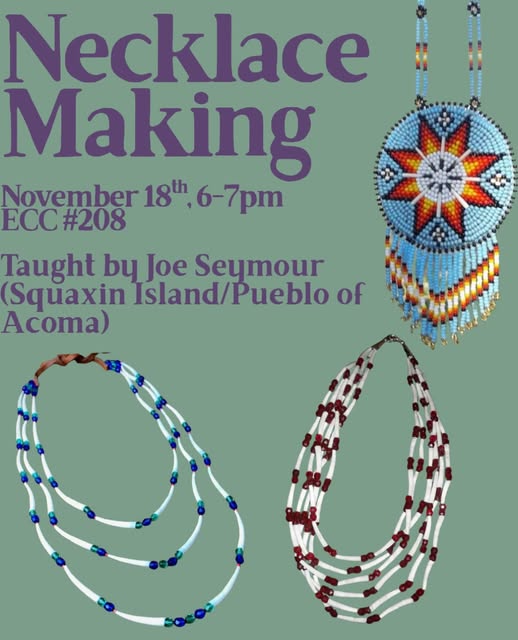 Necklace
Making
November 18th, 6-7pm
ECC #208
Taught by Joe Seymour
(Squaxin Island/Pueblo of
Acoma)